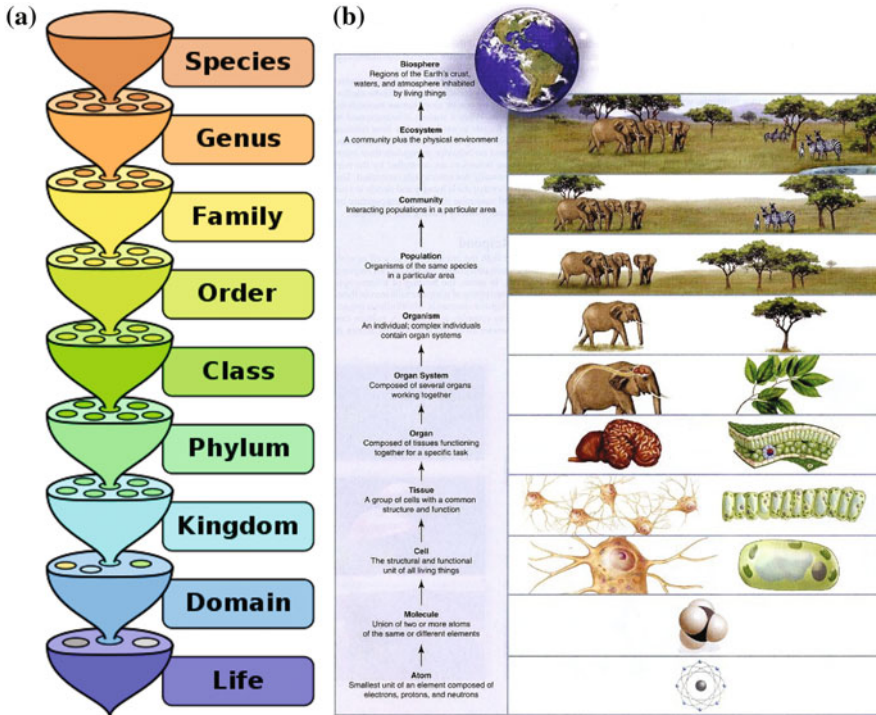 (a)
Species
Genus
Family
Order
Class
Phylum
Kingdom
Domain
Life
(b)
Biosphere
Regions of the Earth's crust,
waters, and atmosphere inhabited
by living things
Ecosystem
A community plus the physical environment
Community
Interacting populations in a particular area
Population
Organisms of the same species
in a particular area
Organism
An individual; complex individuals
contain organ systems
Organ System
Composed of several organs
working together
Organ
Composed of tissues functioning
together for a specific task
Tissue
A group of cells with a common
structure and function
Cell
The structural and functional
unit of all living things
Molecule
Union of two or more atoms
of the same or different elements
Atom
Smallest unit of an element composed of
electrons, protons, and neutrons